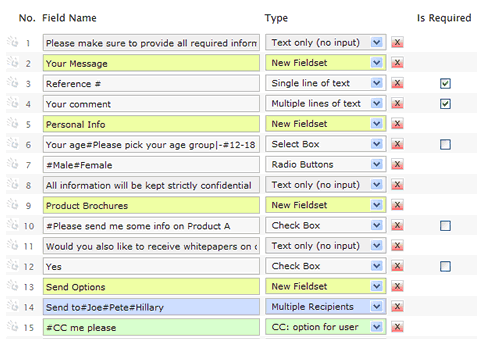 No. Field Name Type Is Required
1 Please make sure to provide all required inform Text only (no input) x
2 Your Message New Fieldset x
3 Reference # Single line of text x
4 Your comment Multiple lines of text x
5 Personal Info New Fieldset x
6 Your age#Please pick your age group|-#12-18 Select Box x
7 #Male#Female Radio Buttons x
8 All information will be kept strictly confidential Text only (no input) x
9 Product Brochures New Fieldset x
10 #Please send me some info on Product A Check Box x
11 Would you also like to receive whitepapers on o Text only (no input) x
12 Yes Check Box x
13 Send Options New Fieldset x
14 Send to#Joe#Pete#Hillary Multiple Recipients x
15 #CC me please CC: option for user x